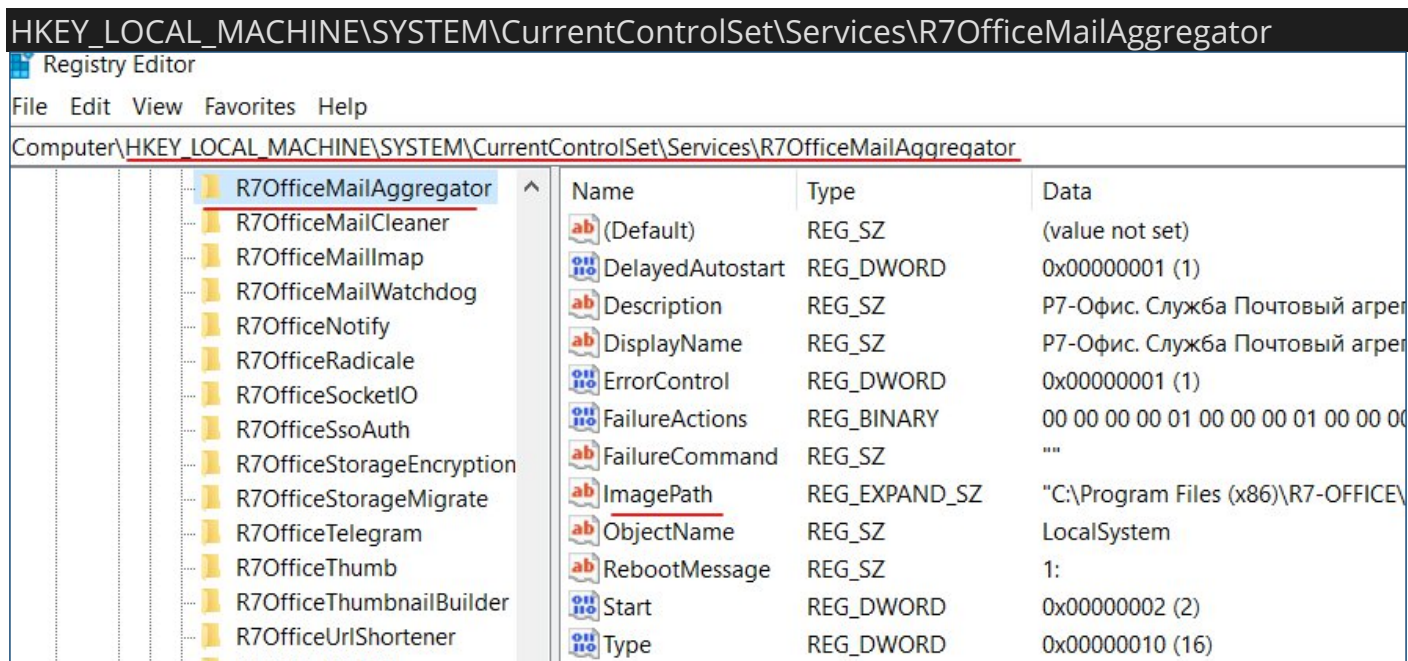 HKEY_LOCAL_MACHINE\SYSTEM\CurrentControlSet\Services\R7OfficeMailAggregator
Registry Editor
File Edit View Favorites Help
Computer\HKEY_LOCAL_MACHINE\SYSTEM\CurrentControlSet\Services\R7OfficeMailAggregator
R7OfficeMailAggregator
R7OfficeMailCleaner
R7OfficeMailImap
R7OfficeMailWatchdog
R7OfficeNotify
R7OfficeRadicale
R7OfficeSocketIO
R7OfficeSsoAuth
R7OfficeStorageEncryption
R7OfficeStorageMigrate
R7OfficeTelegram
R7OfficeThumb
R7OfficeThumbnailBuilder
R7OfficeUrlShortener
Name Type Data
(Default) REG_SZ (value not set)
DelayedAutostart REG_DWORD 0x00000001 (1)
Description REG_SZ Р7-Офис. Служба Почтовый агрег
DisplayName REG_SZ Р7-Офис. Служба Почтовый агрег
ErrorControl REG_DWORD 0x00000001 (1)
FailureActions REG_BINARY 00 00 00 00 01 00 00 00 01 00 00 00
FailureCommand REG_SZ ""
ImagePath REG_EXPAND_SZ "C:\Program Files (x86)\R7-OFFICE\
ObjectName REG_SZ LocalSystem
RebootMessage REG_SZ 1:
Start REG_DWORD 0x00000002 (2)
Type REG_DWORD 0x00000010 (16)